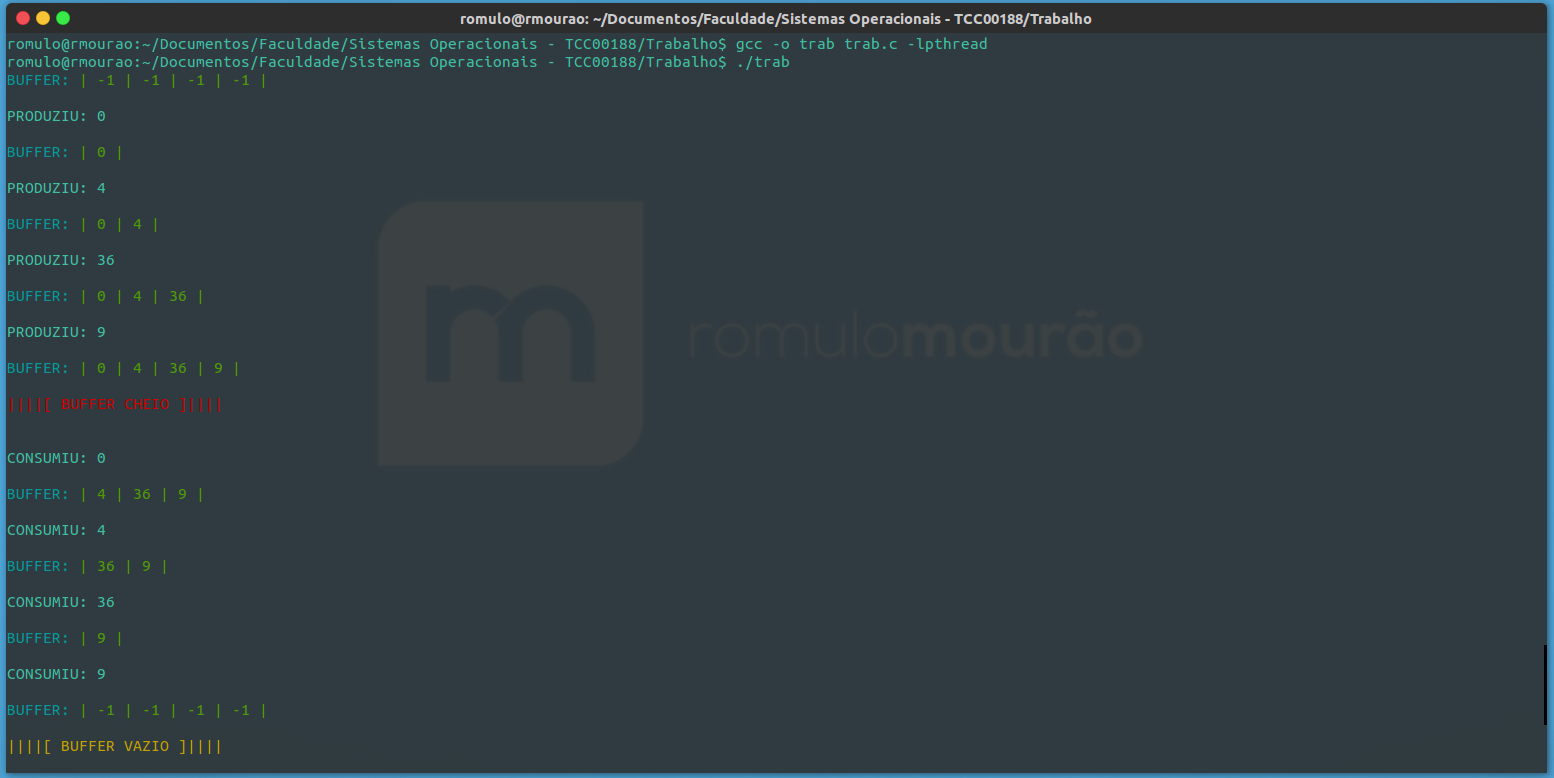 romulo@rmourao: ~/Documentos/Faculdade/Sistemas Operacionais - TCC00188/Trabalho
romulo@rmourao:~/Documentos/Faculdade/Sistemas Operacionais - TCC00188/Trabalho$ gcc -o trab trab.c -lpthread
romulo@rmourao:~/Documentos/Faculdade/Sistemas Operacionais - TCC00188/Trabalho$ ./trab
BUFFER: | -1 | -1 | -1 | -1 |
PRODUZIU: 0
BUFFER: | 0 |
PRODUZIU: 4
BUFFER: | 0 | 4 |
PRODUZIU: 36
BUFFER: | 0 | 4 | 36 |
PRODUZIU: 9
BUFFER: | 0 | 4 | 36 | 9 |
||||[ BUFFER CHEIO ]||||
CONSUMIU: 0
BUFFER: | 4 | 36 | 9 |
CONSUMIU: 4
BUFFER: | 36 | 9 |
CONSUMIU: 36
BUFFER: | 9 |
CONSUMIU: 9
BUFFER: | -1 | -1 | -1 | -1 |
||||[ BUFFER VAZIO ]||||
m romulomourão